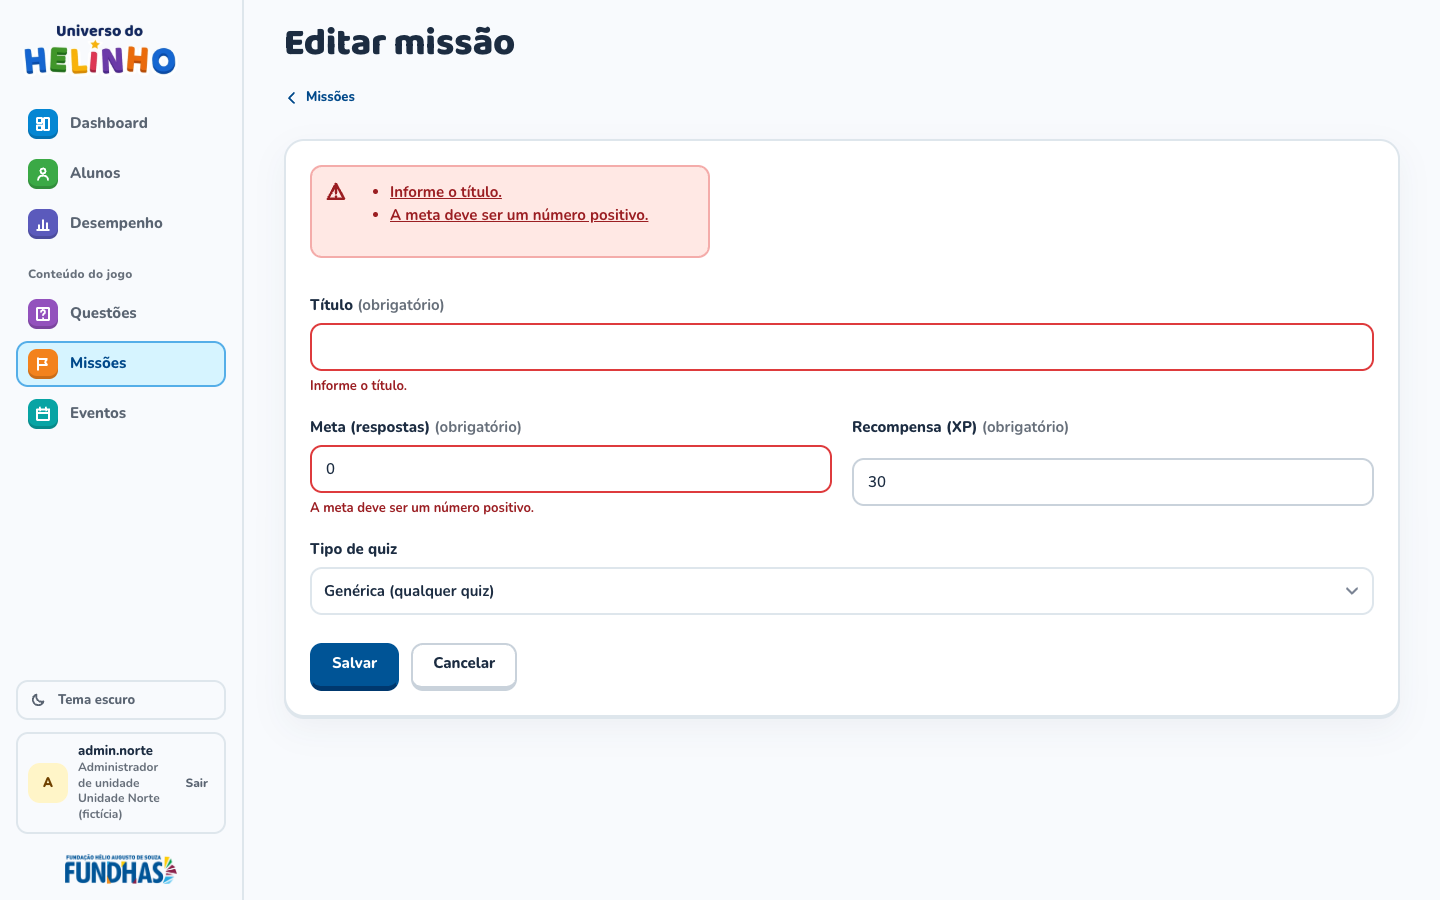 Universo do
HELiNHO
Dashboard
Alunos
Desempenho
Conteúdo do jogo
Questões
Missões
Eventos
Tema escuro
A
admin.norte
Administrador
de unidade
Unidade Norte
(fictícia)
Sair
FUNDAÇÃO HÉLIO AUGUSTO DE SOUZA
FUNDHAS
Editar missão
Missões
Informe o título.
A meta deve ser um número positivo.
Título (obrigatório)
Informe o título.
Meta (respostas) (obrigatório)
0
A meta deve ser um número positivo.
Recompensa (XP) (obrigatório)
30
Tipo de quiz
Genérica (qualquer quiz)
Salvar
Cancelar